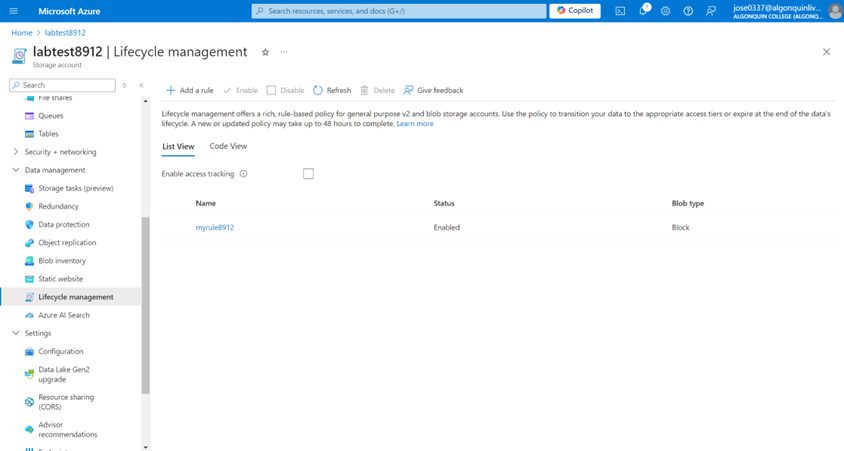 Microsoft Azure
Search resources, services, and docs (G+/)
Copilot
1
jose0337@algonquinliv...
ALGONQUIN COLLEGE (ALGONQ...
Home > labtest8912
labtest8912 | Lifecycle management
Storage account
Search
File shares
Queues
Tables
Security + networking
Data management
Storage tasks (preview)
Redundancy
Data protection
Object replication
Blob inventory
Static website
Lifecycle management
Azure AI Search
Settings
Configuration
Data Lake Gen2
upgrade
Resource sharing
(CORS)
Advisor
recommendations
Add a rule Enable Disable Refresh Delete Give feedback
Lifecycle management offers a rich, rule-based policy for general purpose v2 and blob storage accounts. Use the policy to transition your data to the appropriate access tiers or expire at the end of the data's
lifecycle. A new or updated policy may take up to 48 hours to complete. Learn more
List View Code View
Enable access tracking
Name Status Blob type
myrule8912 Enabled Block